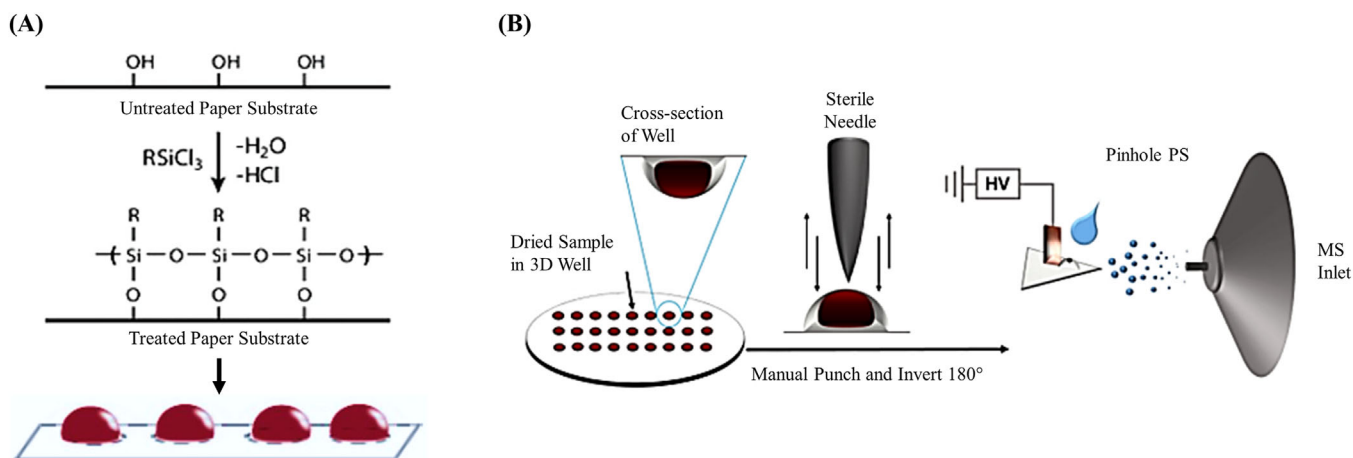 (A)
OH OH OH
Untreated Paper Substrate
RSiCl₃
-H₂O
-HCl
R R R
( Si O Si O Si O )
O O O
Treated Paper Substrate
(B)
Cross-section
of Well
Dried Sample
in 3D Well
Sterile
Needle
Manual Punch and Invert 180°
HV
Pinhole PS
MS
Inlet